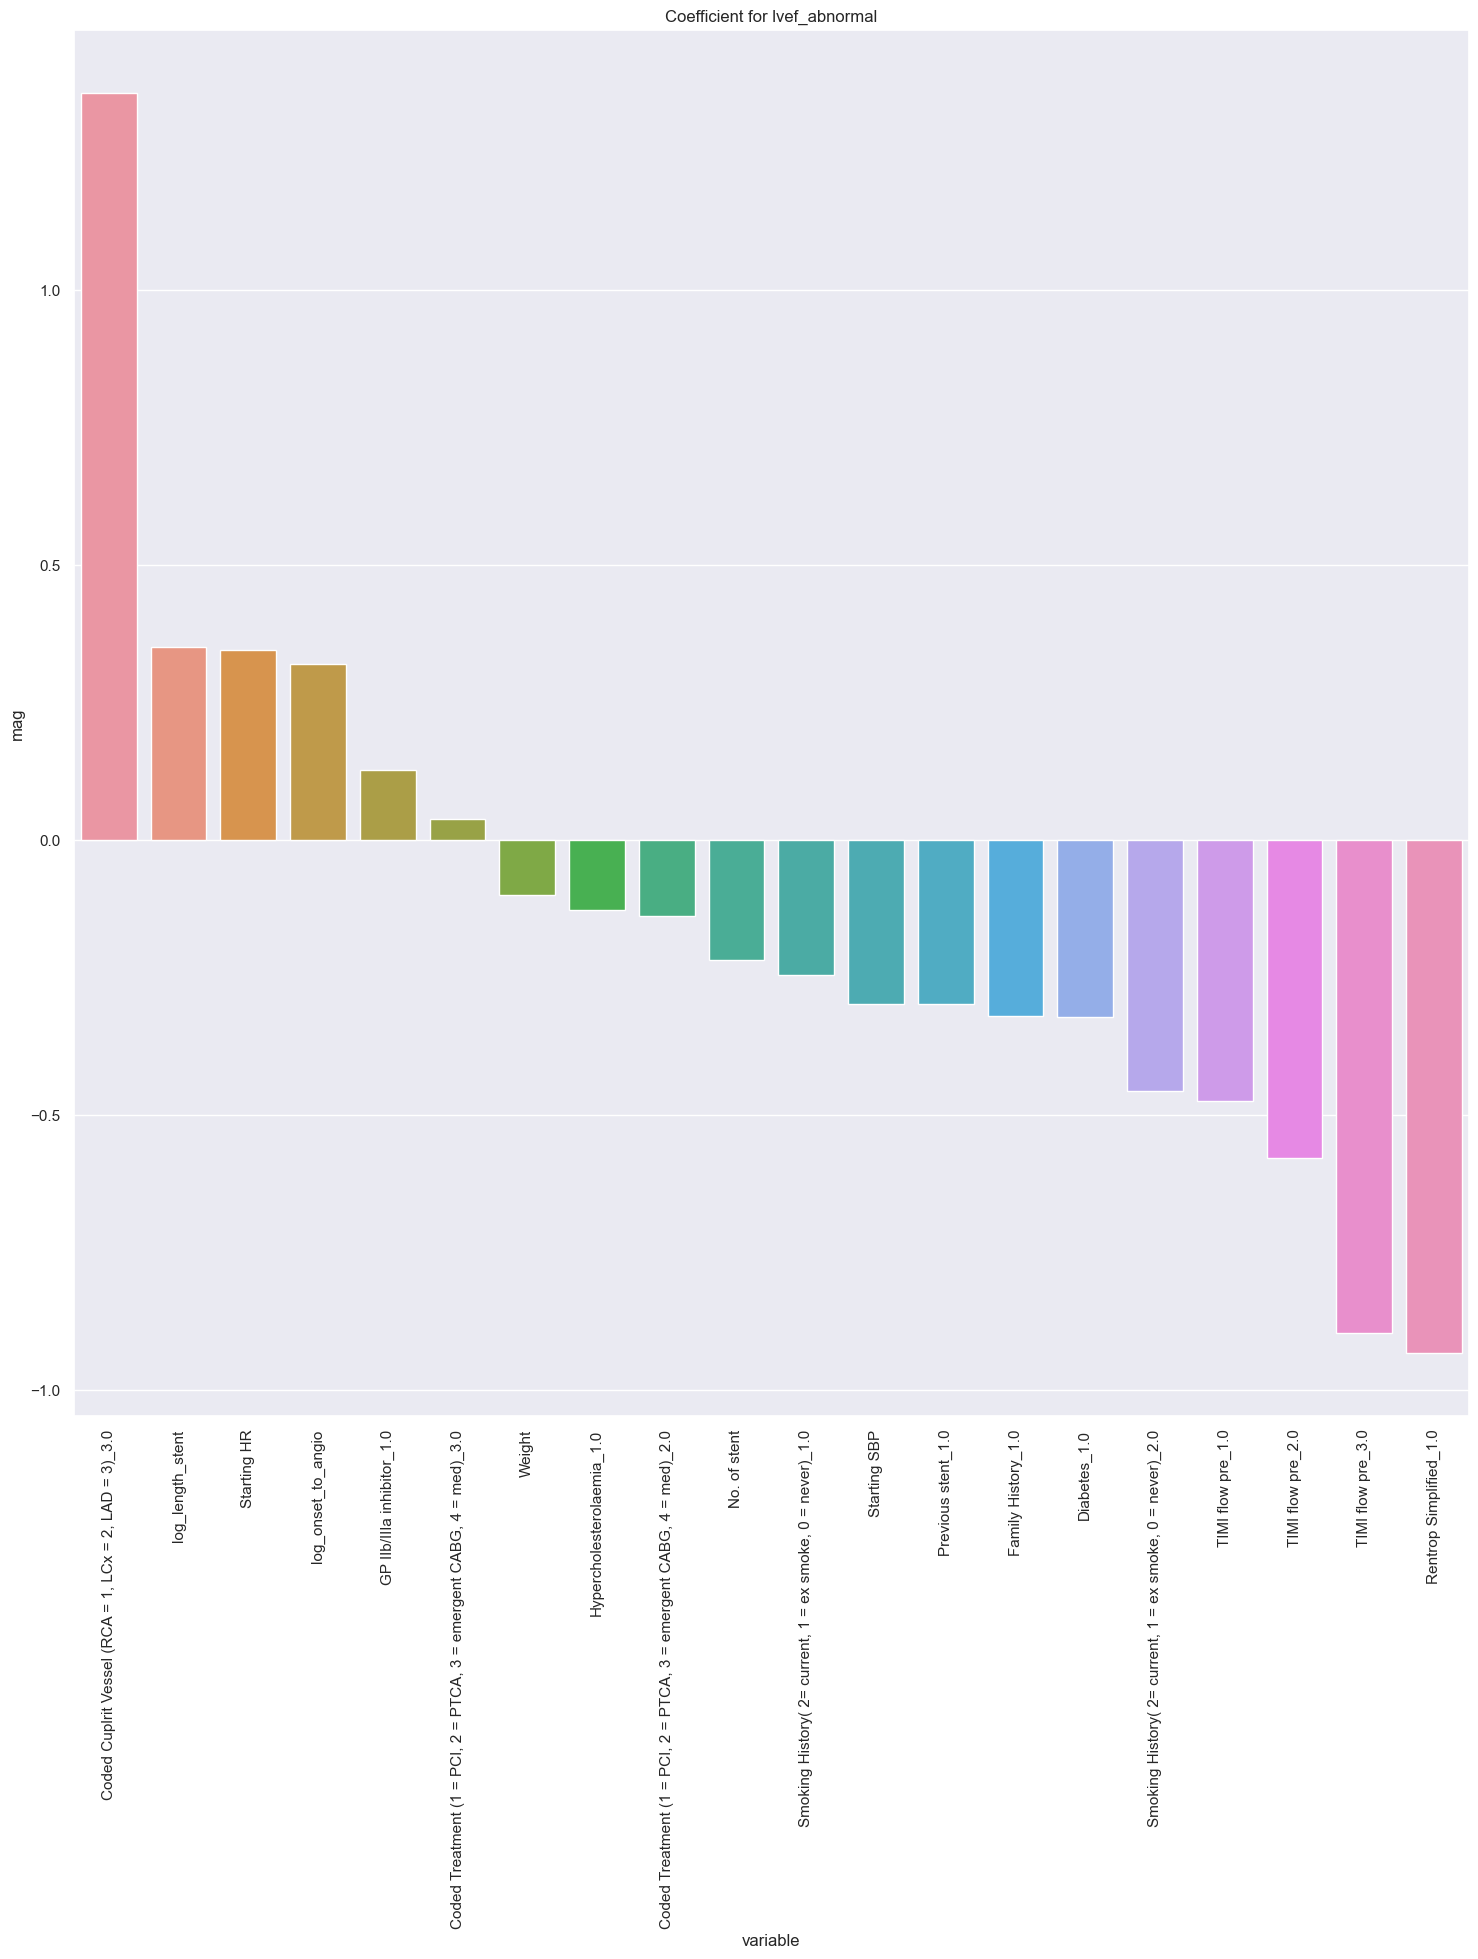 Coefficient for lvef_abnormal
mag
1.0
0.5
0.0
−0.5
−1.0
Coded Cuplrit Vessel (RCA = 1, LCx = 2, LAD = 3)_3.0
log_length_stent
Starting HR
log_onset_to_angio
GP IIb/IIIa inhibitor_1.0
Coded Treatment (1 = PCI, 2 = PTCA, 3 = emergent CABG, 4 = med)_3.0
Weight
Hypercholesterolaemia_1.0
Coded Treatment (1 = PCI, 2 = PTCA, 3 = emergent CABG, 4 = med)_2.0
No. of stent
Smoking History( 2= current, 1 = ex smoke, 0 = never)_1.0
Starting SBP
Previous stent_1.0
Family History_1.0
Diabetes_1.0
Smoking History( 2= current, 1 = ex smoke, 0 = never)_2.0
TIMI flow pre_1.0
TIMI flow pre_2.0
TIMI flow pre_3.0
Rentrop Simplified_1.0
variable